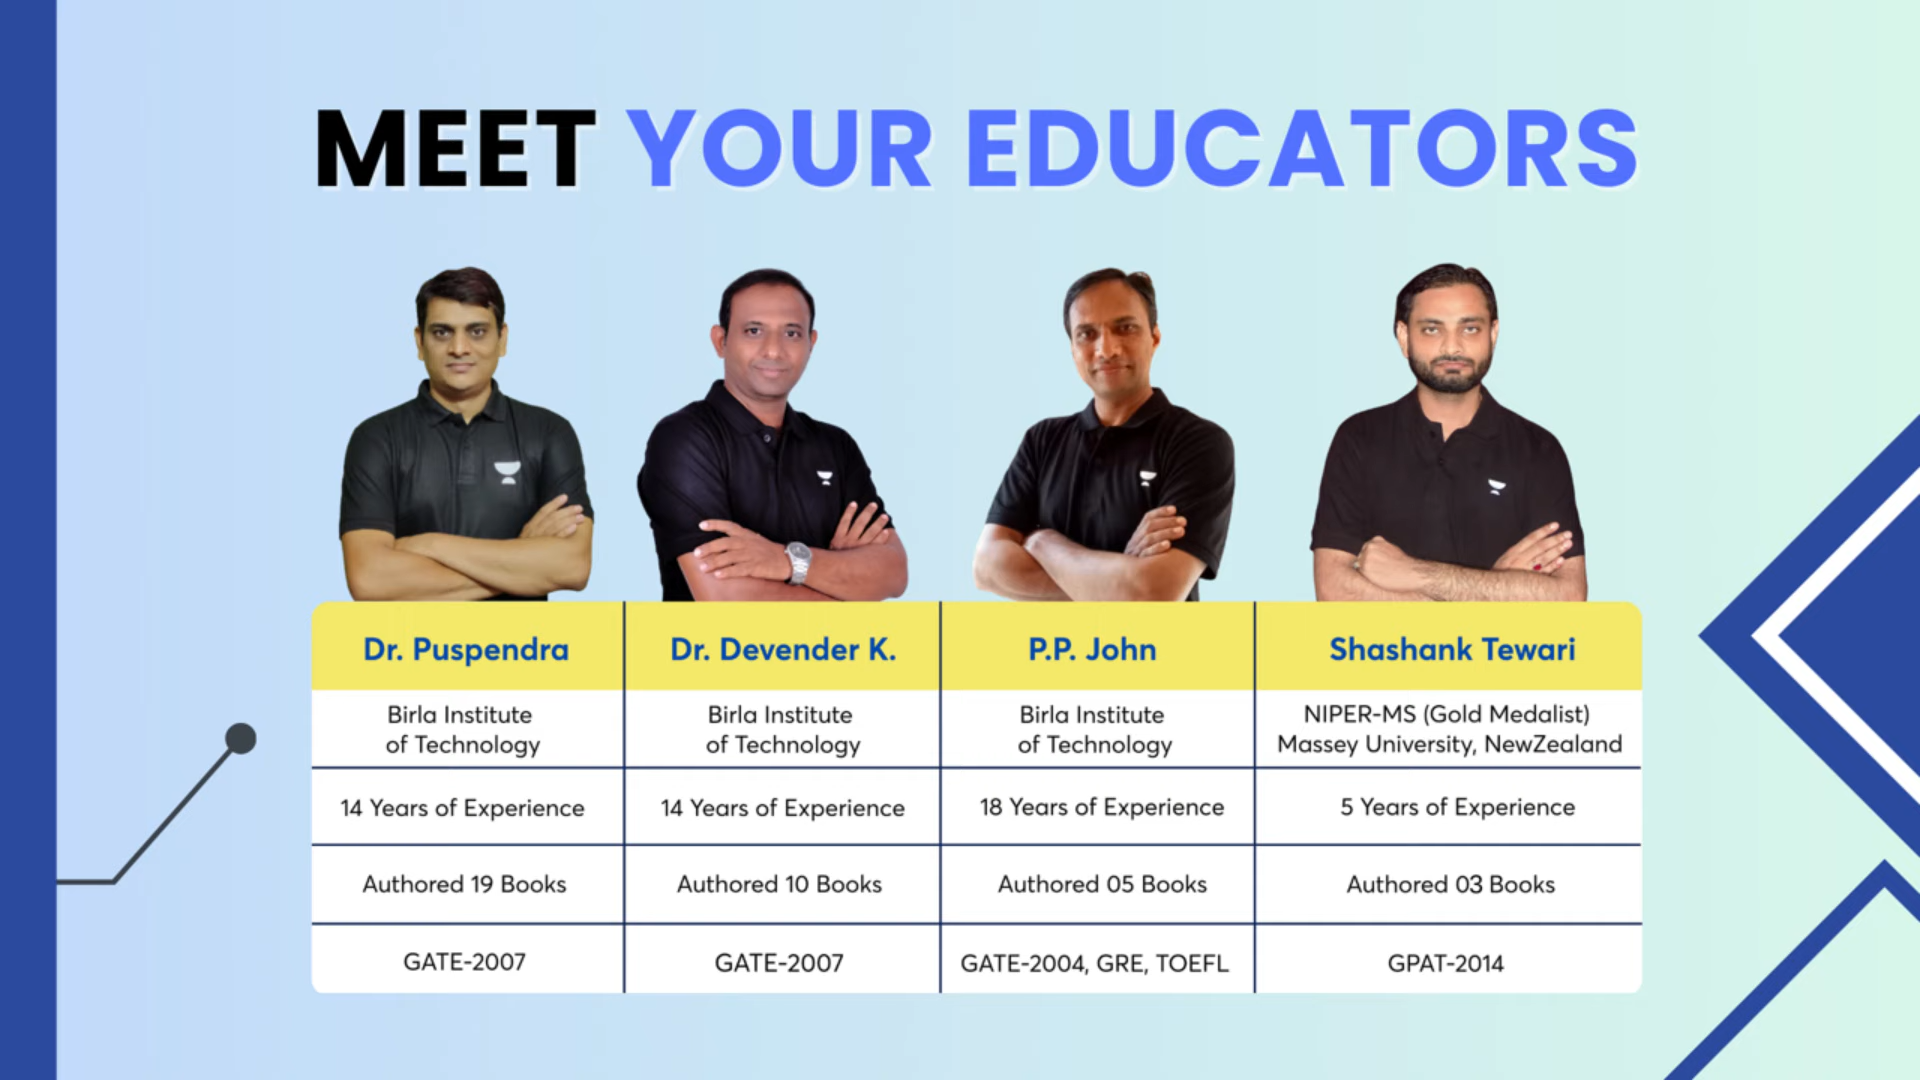 MEET YOUR EDUCATORS
Dr. Puspendra
Dr. Devender K.
P.P. John
Shashank Tewari
Birla Institute
of Technology
Birla Institute
of Technology
Birla Institute
of Technology
NIPER-MS (Gold Medalist)
Massey University, NewZealand
14 Years of Experience
14 Years of Experience
18 Years of Experience
5 Years of Experience
Authored 19 Books
Authored 10 Books
Authored 05 Books
Authored 03 Books
GATE-2007
GATE-2007
GATE-2004, GRE, TOEFL
GPAT-2014